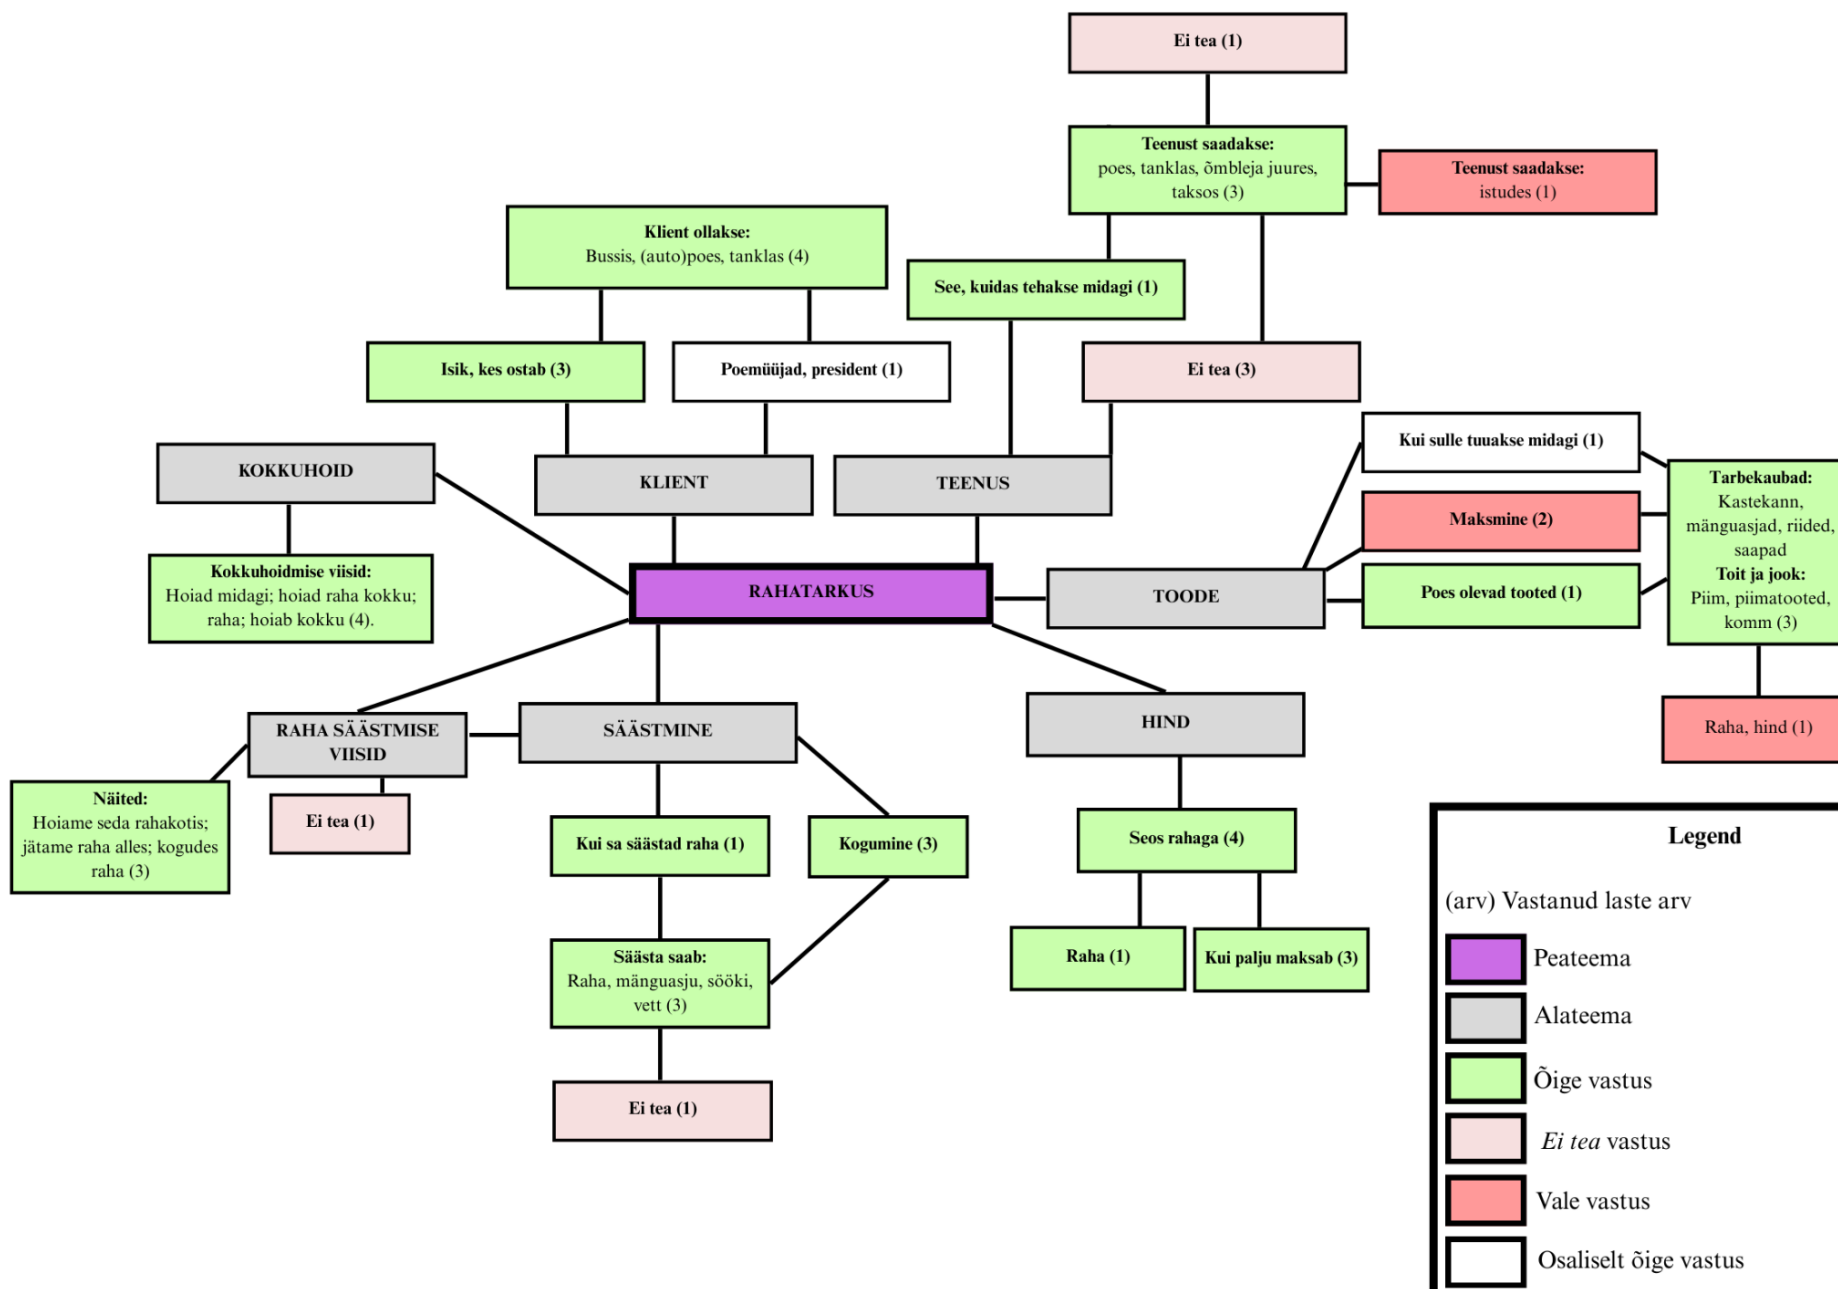 Ei tea (1)
Teenust saadakse:
poes, tanklas, õmbleja juures,
taksos (3)
Teenust saadakse:
istudes (1)
Klient ollakse:
Bussis, (auto)poes, tanklas (4)
See, kuidas tehakse midagi (1)
Isik, kes ostab (3)
Poemüüjad, president (1)
Ei tea (3)
KOKKUHOID
KLIENT
TEENUS
Kui sulle tuuakse midagi (1)
Maksmine (2)
Poes olevad tooted (1)
Tarbekaubad:
Kastekann,
mänguasjad, riided,
saapad
Toit ja jook:
Piim, piimatooted,
komm (3)
Kokkuhoidmise viisid:
Hoiad midagi; hoiad raha kokku;
raha; hoiab kokku (4).
RAHATARKUS
TOODE
Raha, hind (1)
RAHA SÄÄSTMISE
VIISID
SÄÄSTMINE
HIND
Näited:
Hoiame seda rahakotis;
jätame raha alles; kogudes
raha (3)
Ei tea (1)
Kui sa säästad raha (1)
Kogumine (3)
Seos rahaga (4)
Säästa saab:
Raha, mänguasju, sööki,
vett (3)
Raha (1)
Kui palju maksab (3)
Ei tea (1)
Legend
(arv) Vastanud laste arv
Peateema
Alateema
Õige vastus
Ei tea vastus
Vale vastus
Osaliselt õige vastus